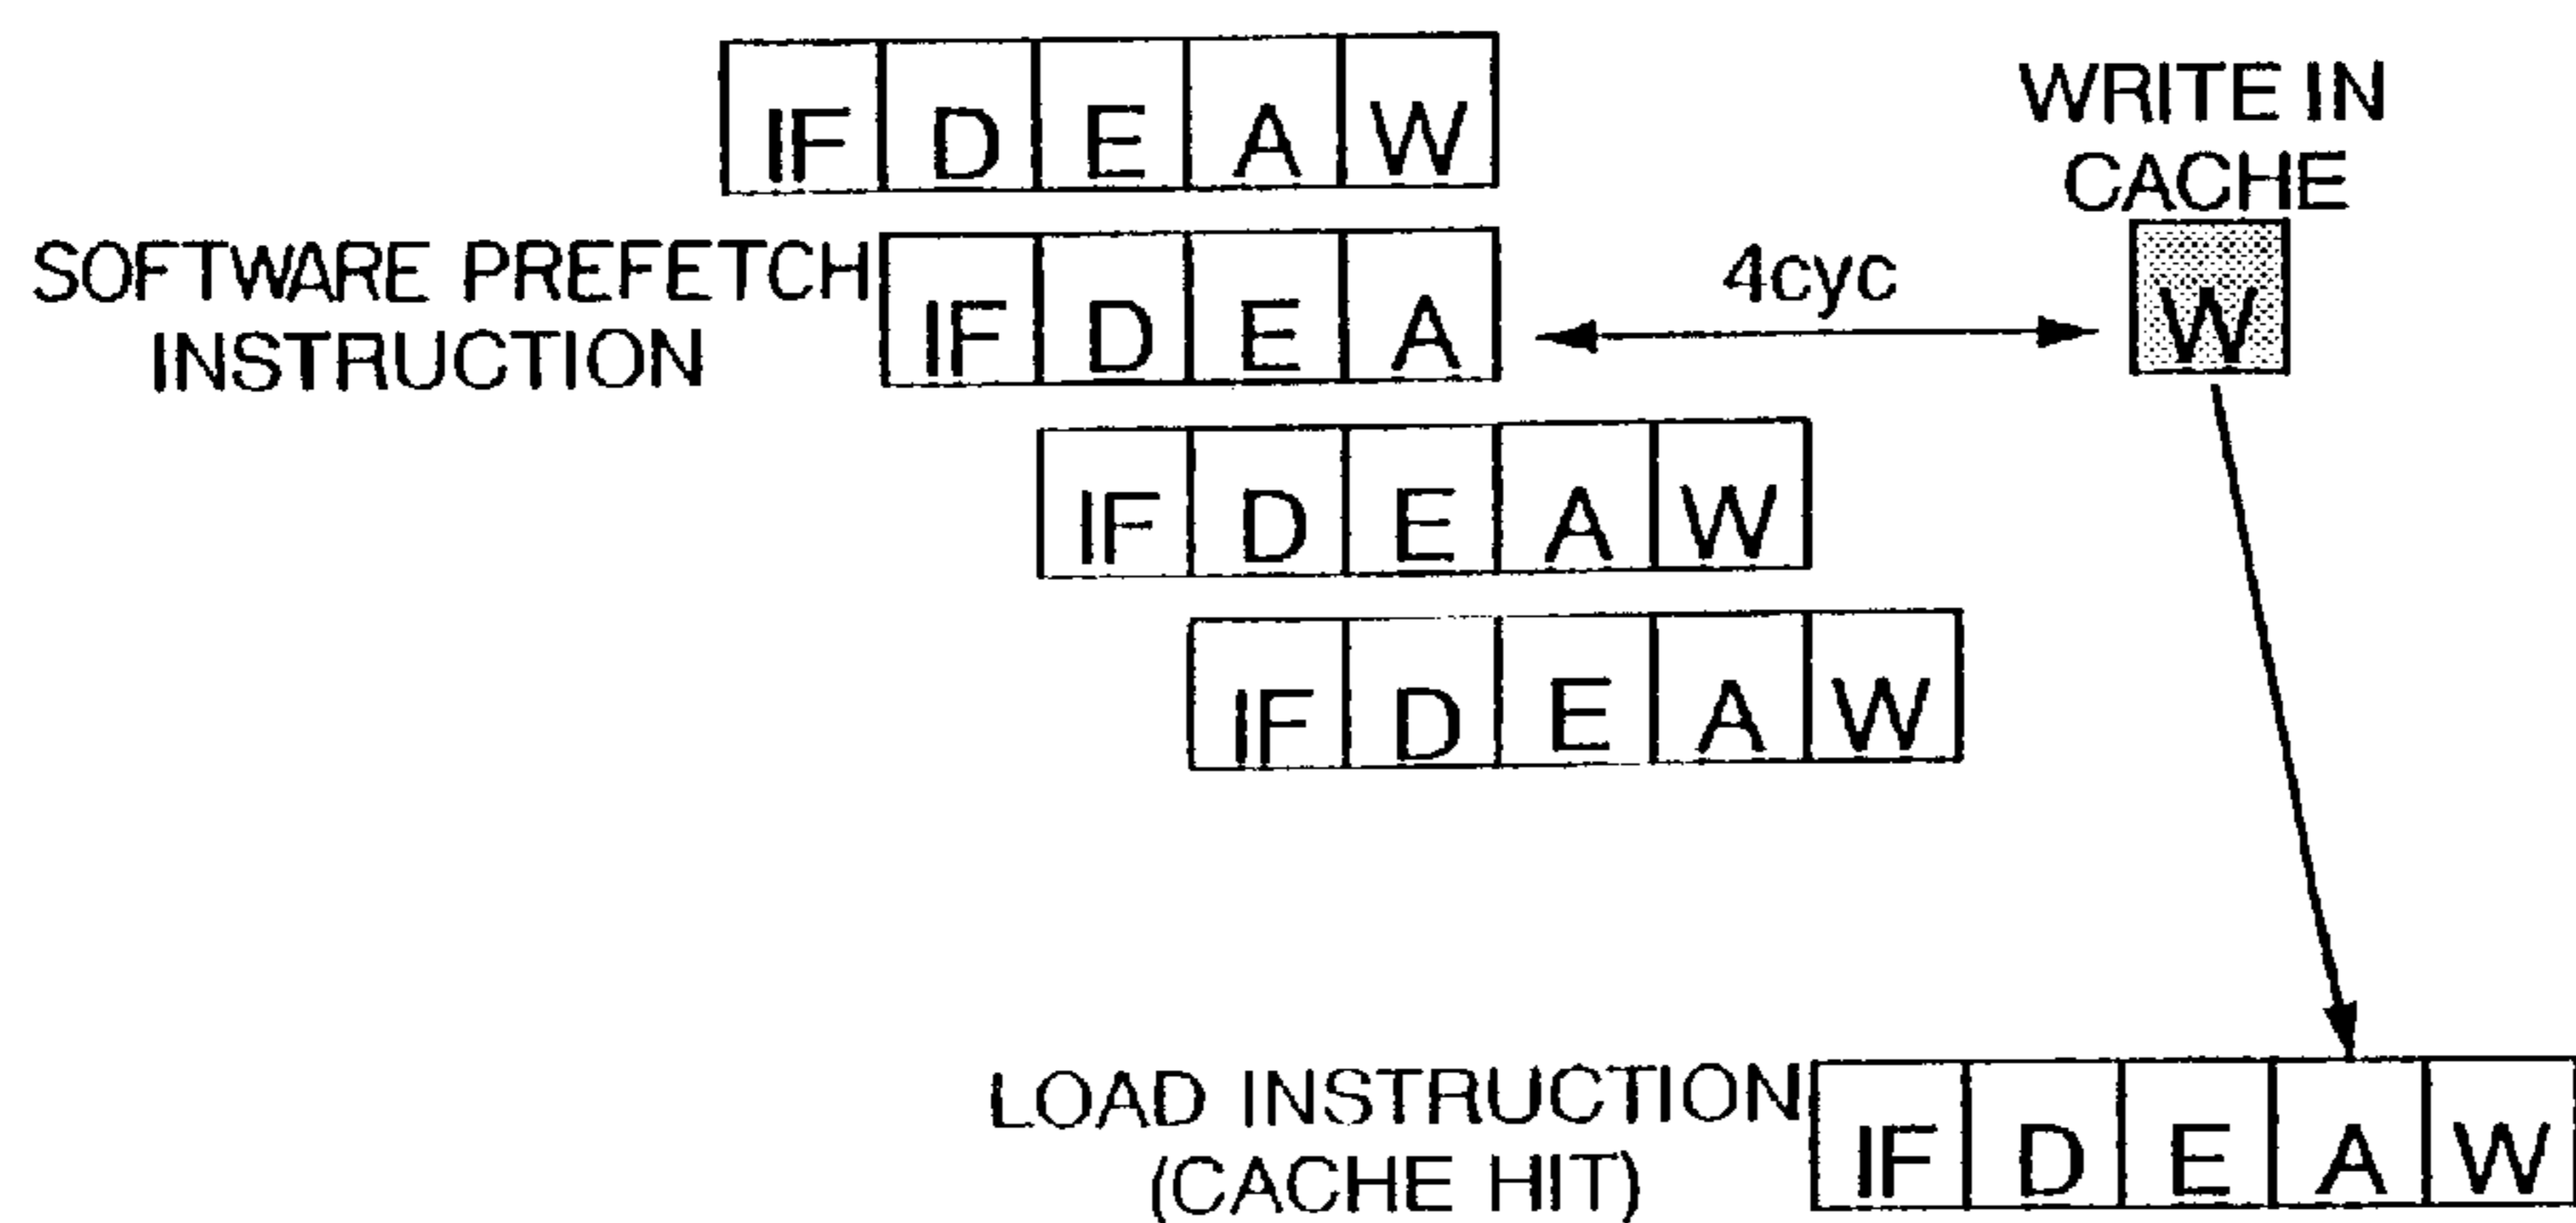 IF D E A W
WRITE IN
CACHE
SOFTWARE PREFETCH
INSTRUCTION
IF D E A
4cyc
W
IF D E A W
IF D E A W
LOAD INSTRUCTION
(CACHE HIT)
IF D E A W